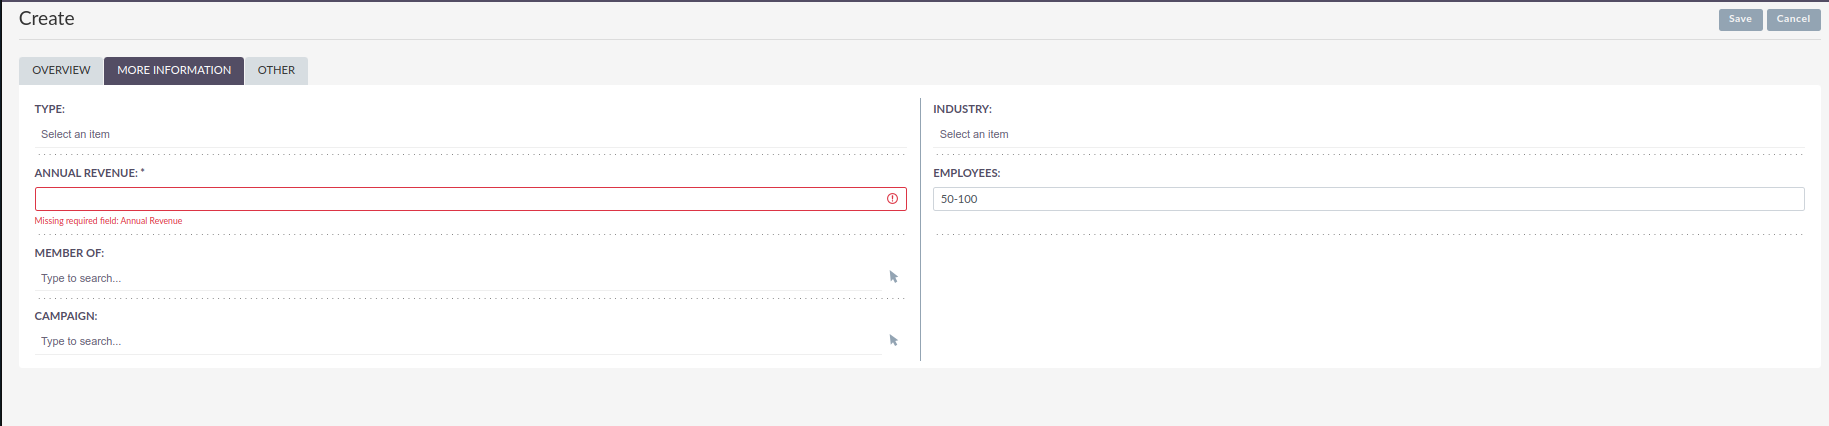 Create
Save Cancel
OVERVIEW MORE INFORMATION OTHER
TYPE:
Select an item
INDUSTRY:
Select an item
ANNUAL REVENUE: *
Missing required field: Annual Revenue
EMPLOYEES:
50-100
MEMBER OF:
Type to search...
CAMPAIGN:
Type to search...